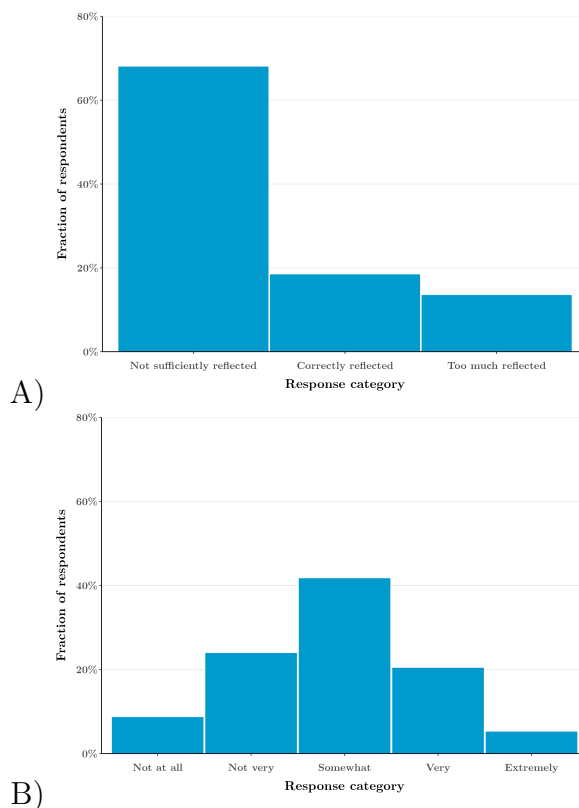 80%
60%
40%
20%
0%
Fraction of respondents
Not sufficiently reflected Correctly reflected Too much reflected
Response category
A)
80%
60%
40%
20%
0%
Fraction of respondents
Not at all Not very Somewhat Very Extremely
Response category
B)